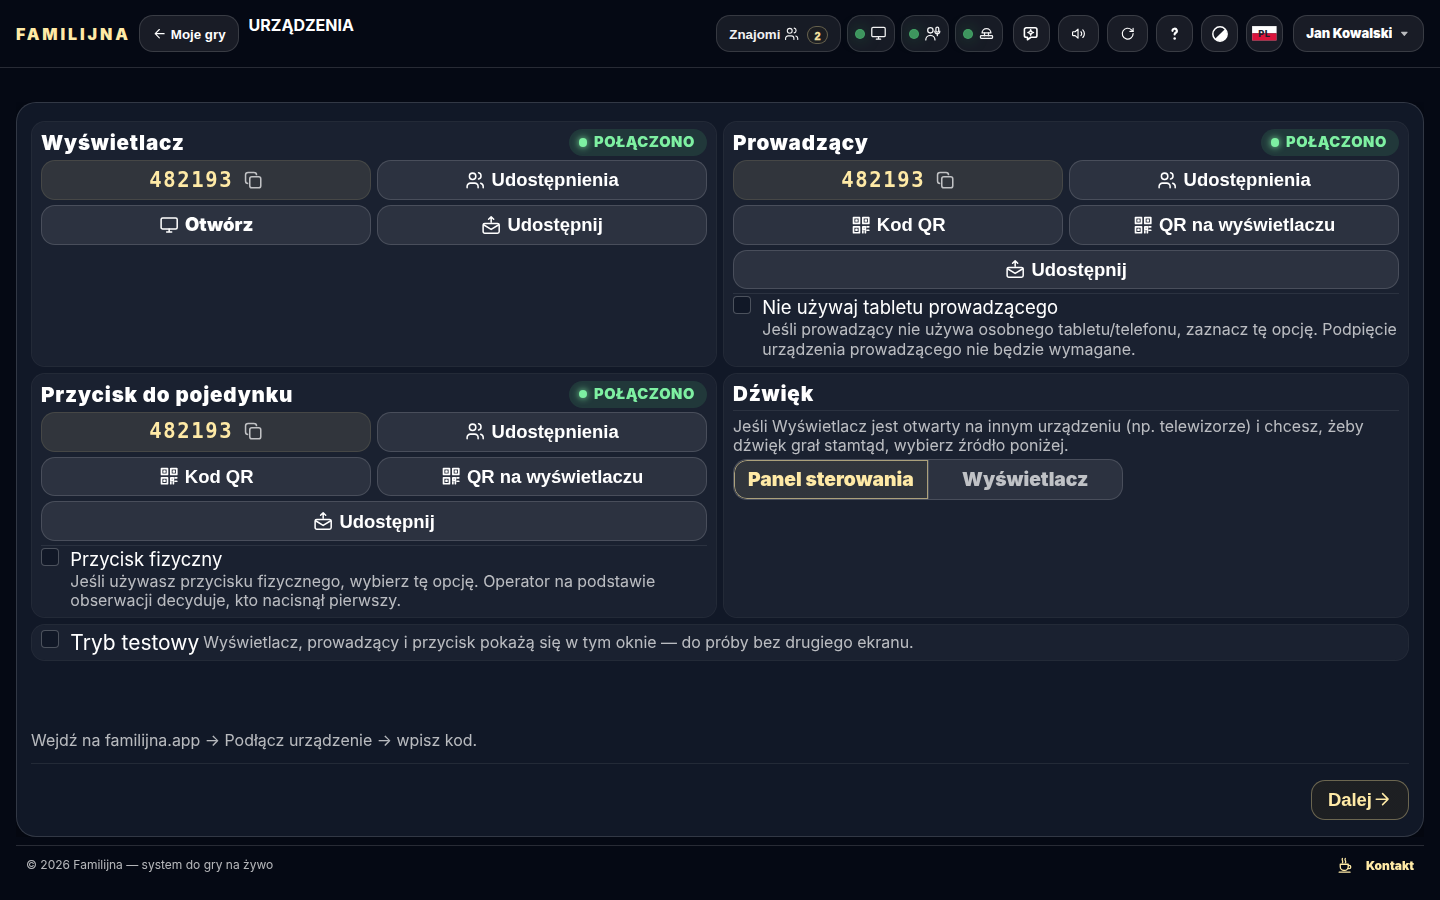 FAMILIJNA
← Moje gry
URZĄDZENIA
Znajomi 2
?
PL
Jan Kowalski
Wyświetlacz
POŁĄCZONO
482193
Udostępnienia
Otwórz
Udostępnij
Prowadzący
POŁĄCZONO
482193
Udostępnienia
Kod QR
QR na wyświetlaczu
Udostępnij
Nie używaj tabletu prowadzącego
Jeśli prowadzący nie używa osobnego tabletu/telefonu, zaznacz tę opcję. Podpięcie
urządzenia prowadzącego nie będzie wymagane.
Przycisk do pojedynku
POŁĄCZONO
482193
Udostępnienia
Kod QR
QR na wyświetlaczu
Udostępnij
Przycisk fizyczny
Jeśli używasz przycisku fizycznego, wybierz tę opcję. Operator na podstawie
obserwacji decyduje, kto nacisnął pierwszy.
Dźwięk
Jeśli Wyświetlacz jest otwarty na innym urządzeniu (np. telewizorze) i chcesz, żeby
dźwięk grał stamtąd, wybierz źródło poniżej.
Panel sterowania
Wyświetlacz
Tryb testowy Wyświetlacz, prowadzący i przycisk pokażą się w tym oknie — do próby bez drugiego ekranu.
Wejdź na familijna.app → Podłącz urządzenie → wpisz kod.
Dalej →
© 2026 Familijna — system do gry na żywo
Kontakt